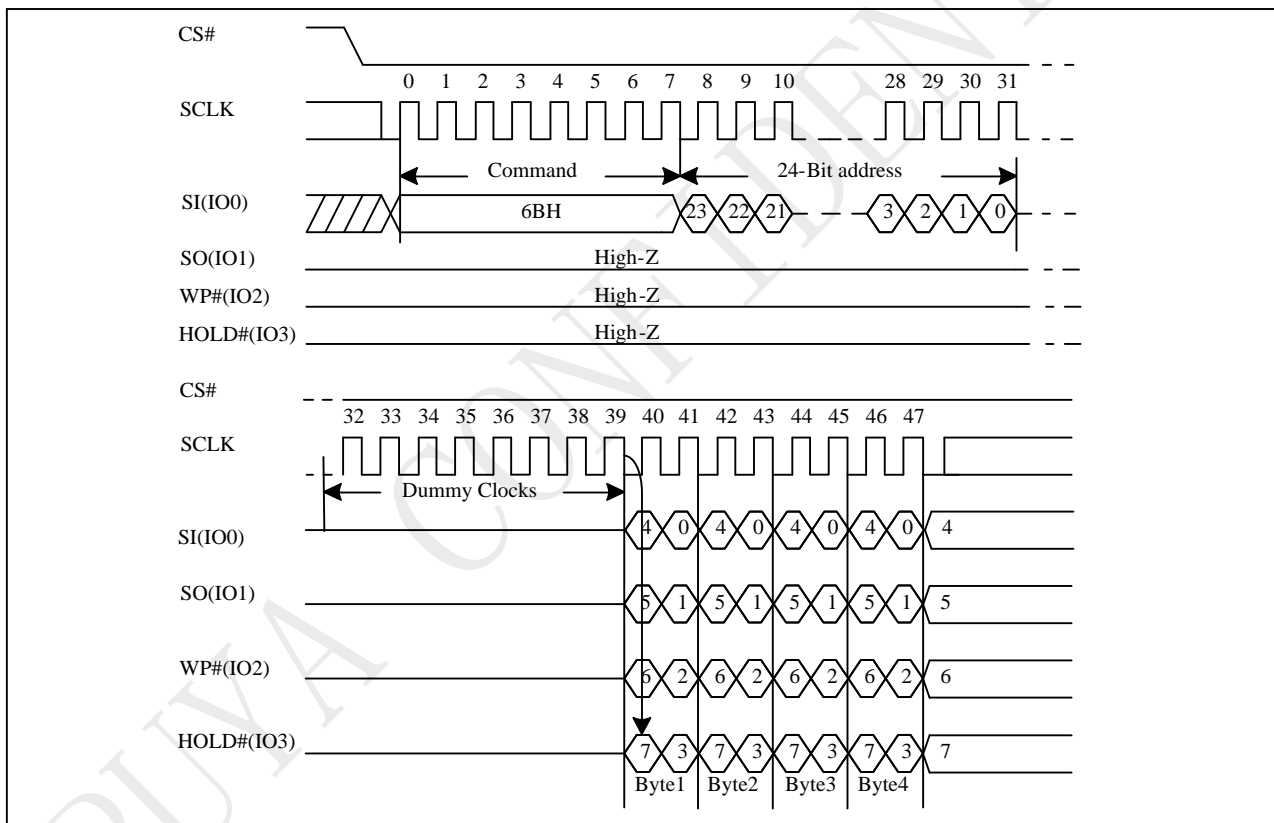 CS#
0 1 2 3 4 5 6 7 8 9 10 28 29 30 31
SCLK
Command 24-Bit address
SI(IO0) 6BH 23 22 21 3 2 1 0
SO(IO1) High-Z
WP#(IO2) High-Z
HOLD#(IO3) High-Z
CS#
32 33 34 35 36 37 38 39 40 41 42 43 44 45 46 47
SCLK
Dummy Clocks
SI(IO0) 4 0 4 0 4 0 4 0 4
SO(IO1) 5 1 5 1 5 1 5 1 5
WP#(IO2) 6 2 6 2 6 2 6 2 6
HOLD#(IO3) 7 3 7 3 7 3 7 3 7
Byte1 Byte2 Byte3 Byte4
PUYA CONFIDENT